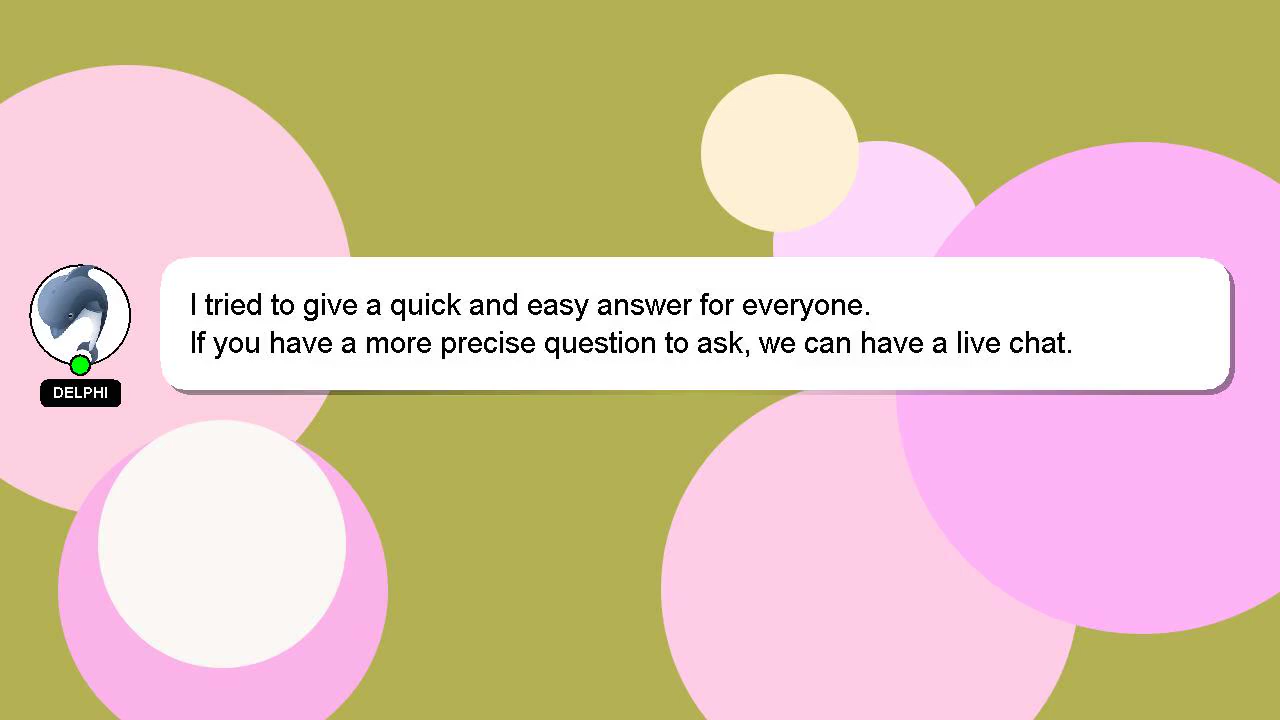 I tried to give a quick and easy answer for everyone.
If you have a more precise question to ask, we can have a live chat.
DELPHI